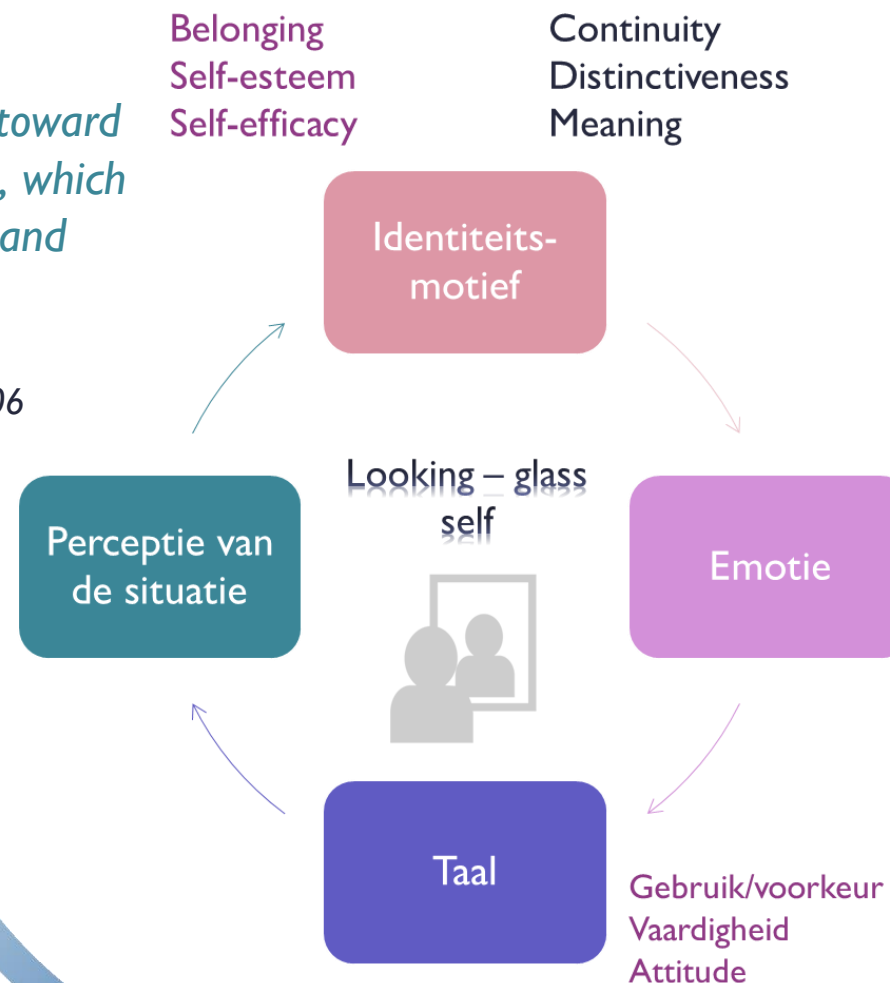 Belonging
Self-esteem
Self-efficacy
Continuity
Distinctiveness
Meaning
toward
, which
and
06
Identiteits-
motief
Looking – glass
self
Perceptie van
de situatie
Emotie
Taal
Gebruik/voorkeur
Vaardigheid
Attitude